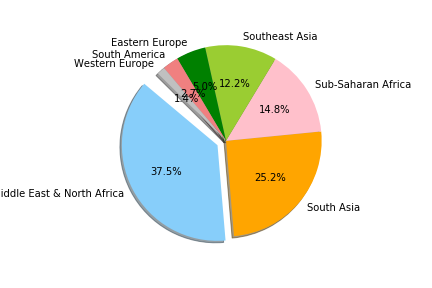 Southeast Asia
Eastern Europe
South America
Western Europe
Sub-Saharan Africa
12.2%
5.0%
2.7%
1.4%
14.8%
37.5%
25.2%
iddle East & North Africa
South Asia